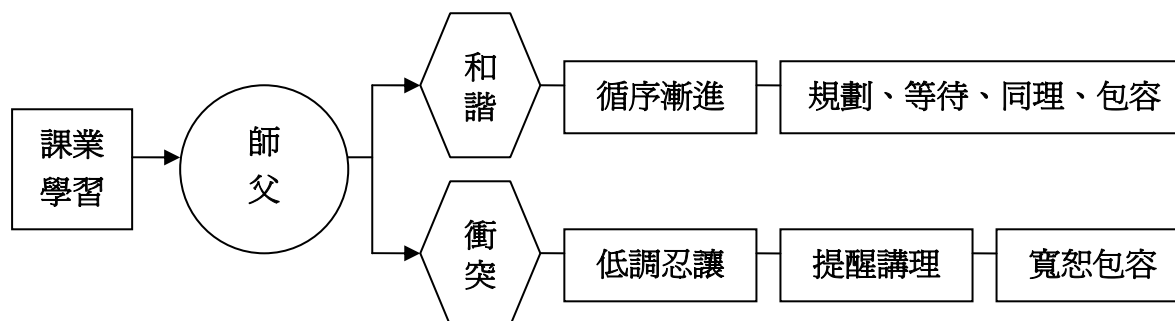 課業
學習
師
父
和
諧
循序漸進
規劃、等待、同理、包容
衝
突
低調忍讓
提醒講理
寬恕包容